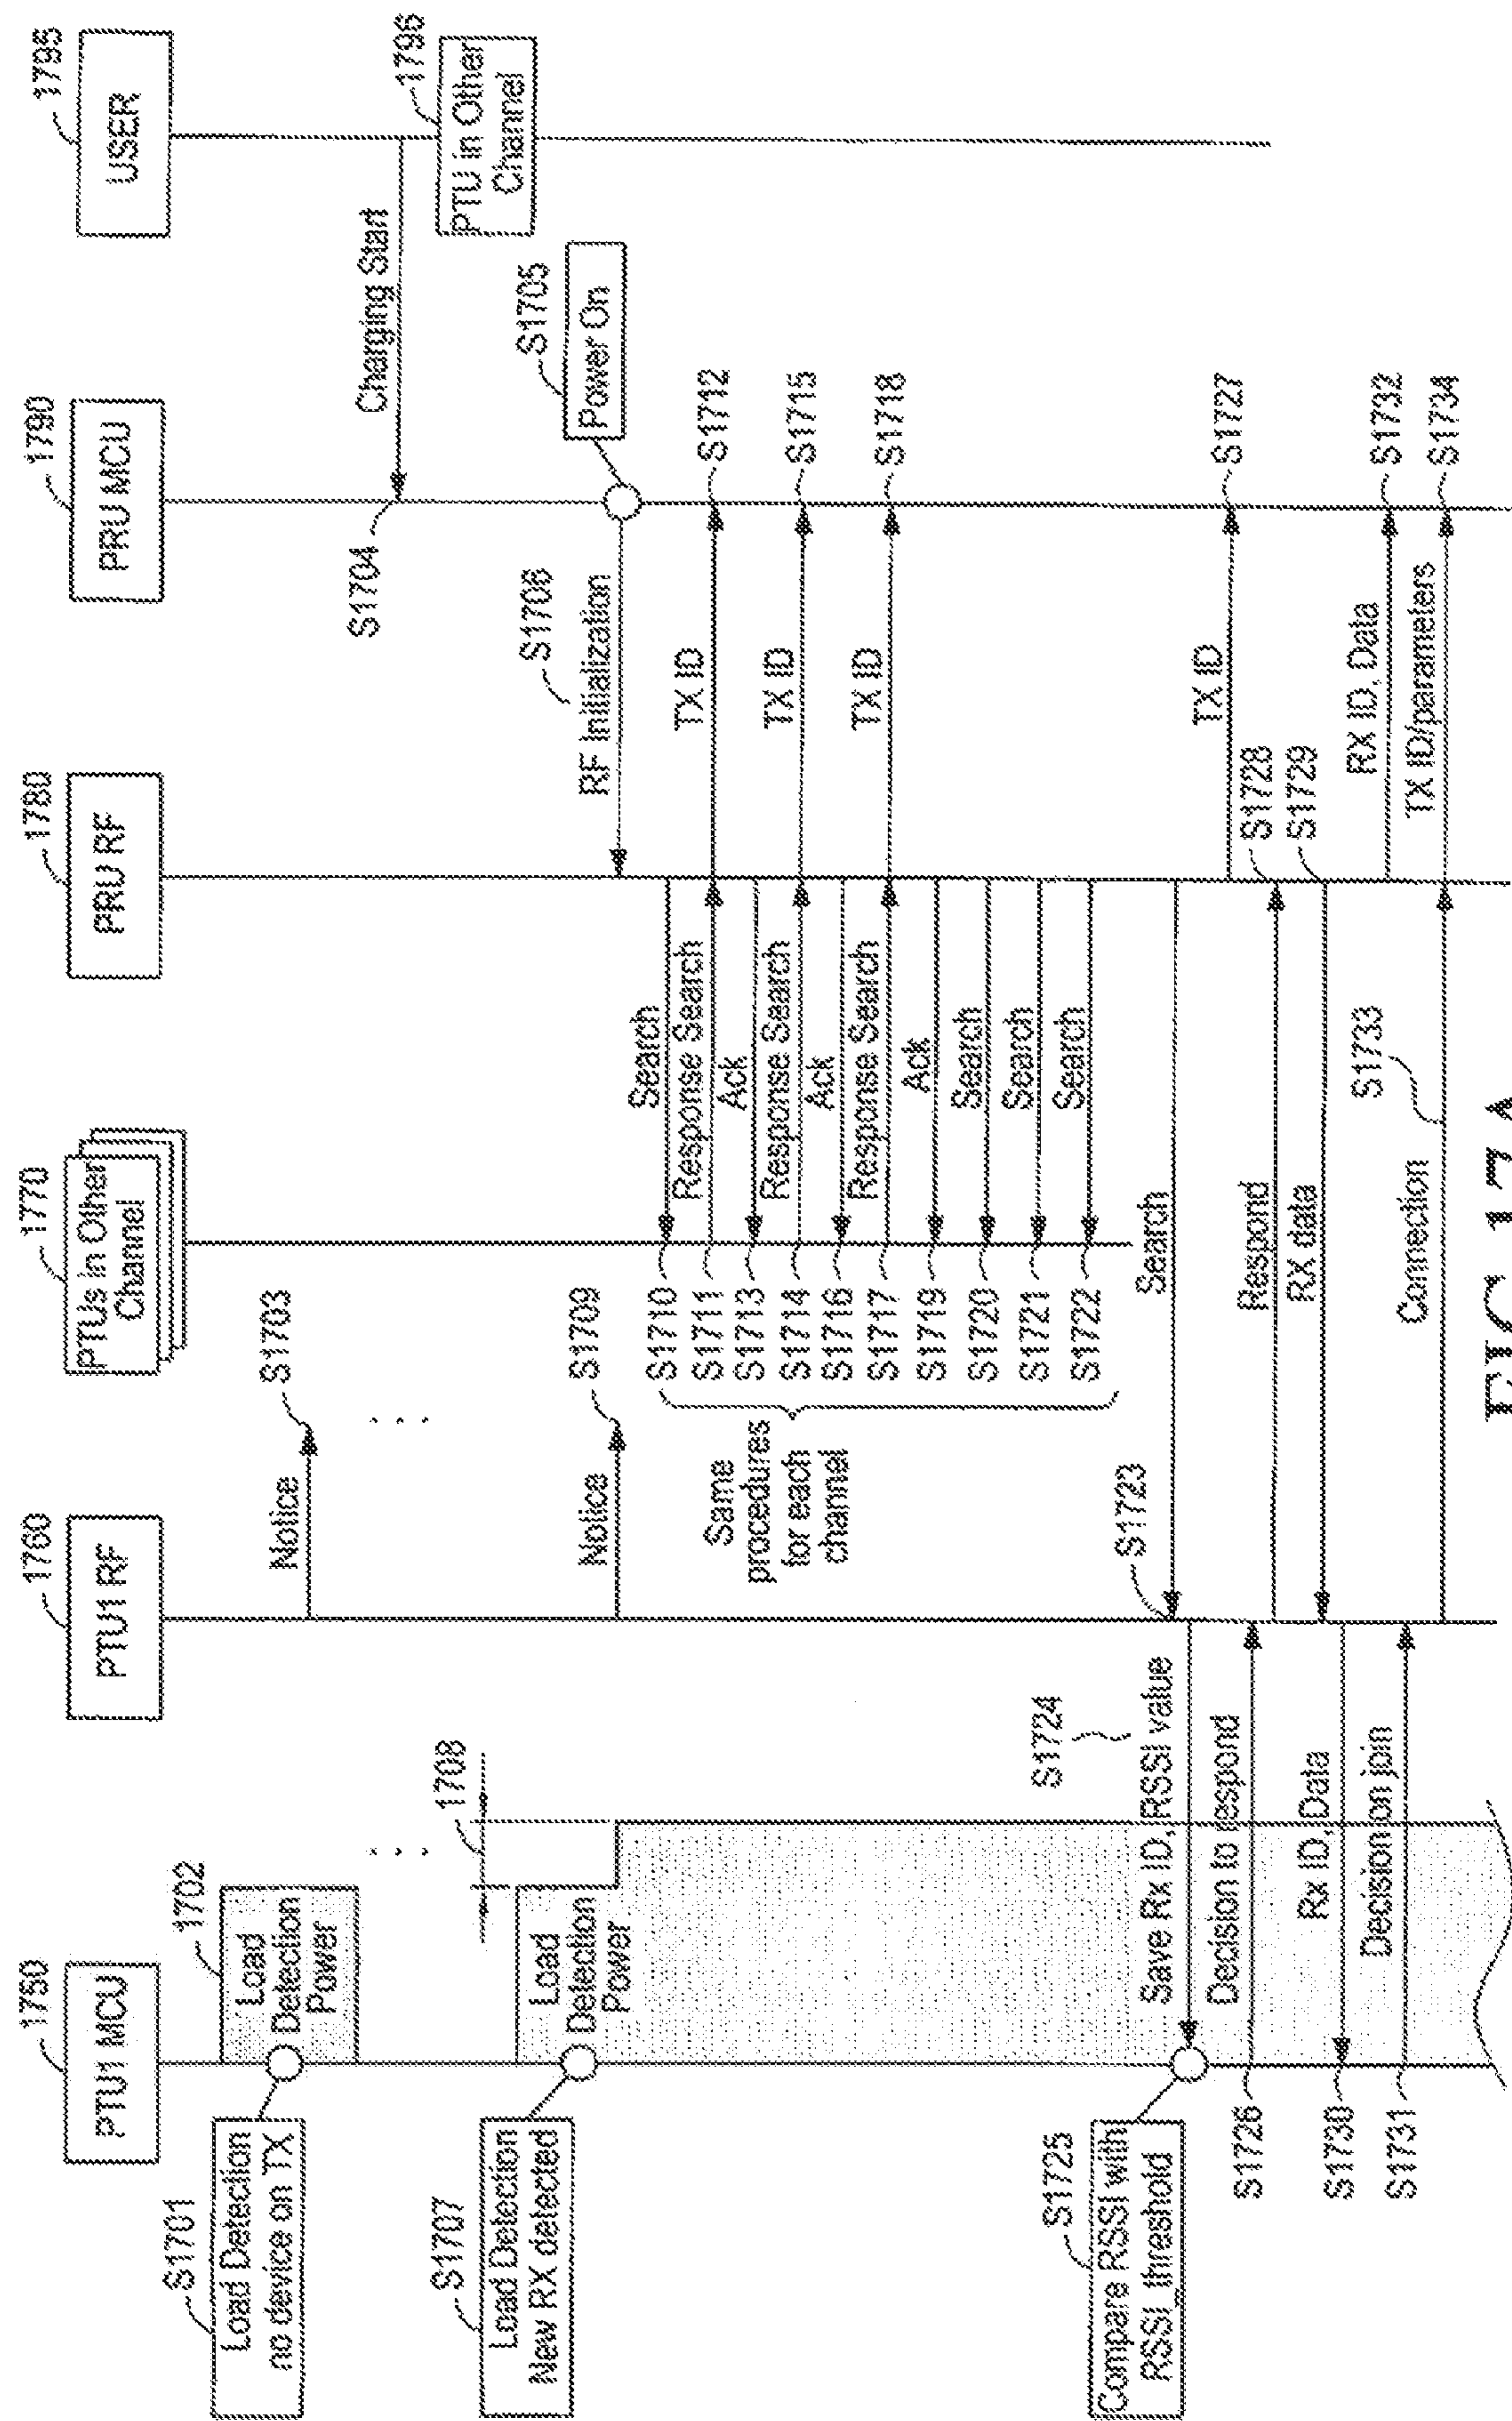 1750
PTU1 MCU
1760
PTU1 RF
1770
PTUs in Other
Channel
1780
PRU RF
1790
PRU MCU
1795
USER
S1701
Load Detection
no device on TX
1702
Load
Detection
Power
Notice
S1703
S1704
Charging Start
1796
PTU in Other
Channel
S1705
Power On
S1706
RF Initialization
S1707
Load Detection
New RX detected
Load
Detection
Power
1708
Notice
S1709
Same
procedures
for each
channel
S1710
Search
S1711
Response Search
TX ID
S1712
S1713
Ack
S1714
Response Search
TX ID
S1715
S1716
Ack
S1717
Response Search
TX ID
S1718
S1719
Ack
S1720
Search
S1721
Search
S1722
Search
S1723
Search
S1724
Save Rx ID, RSSI value
S1725
Compare RSSI with
RSSI_threshold
S1726
Decision to respond
TX ID
S1727
Respond
S1728
RX data
S1729
S1730
Rx ID, Data
S1731
Decision join
RX ID, Data
S1732
Connection
S1733
TX ID/parameters
S1734
FIG. 17A